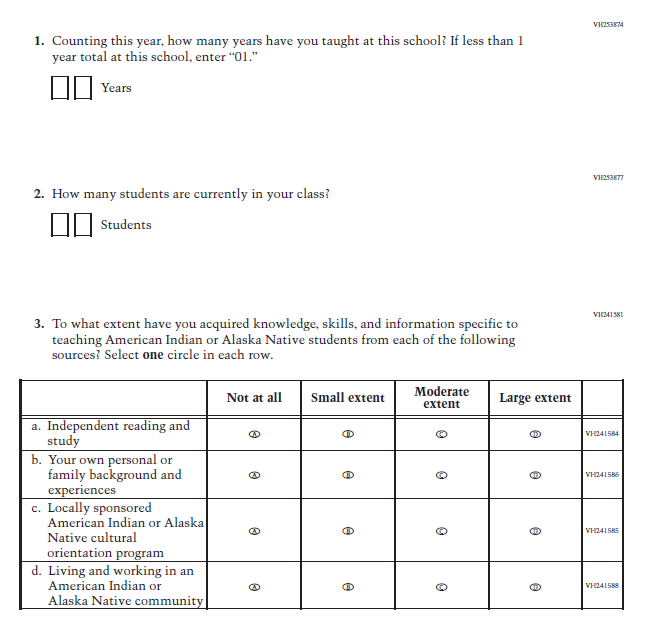 VH253874
1. Counting this year, how many years have you taught at this school? If less than 1
year total at this school, enter “01.”
Years
VH253877
2. How many students are currently in your class?
Students
VH241581
3. To what extent have you acquired knowledge, skills, and information specific to
teaching American Indian or Alaska Native students from each of the following
sources? Select one circle in each row.
Not at all Small extent Moderate extent Large extent
a. Independent reading and
study
A B C D VH241584
b. Your own personal or
family background and
experiences
A B C D VH241586
c. Locally sponsored
American Indian or Alaska
Native cultural
orientation program
A B C D VH241585
d. Living and working in an
American Indian or
Alaska Native community
A B C D VH241588